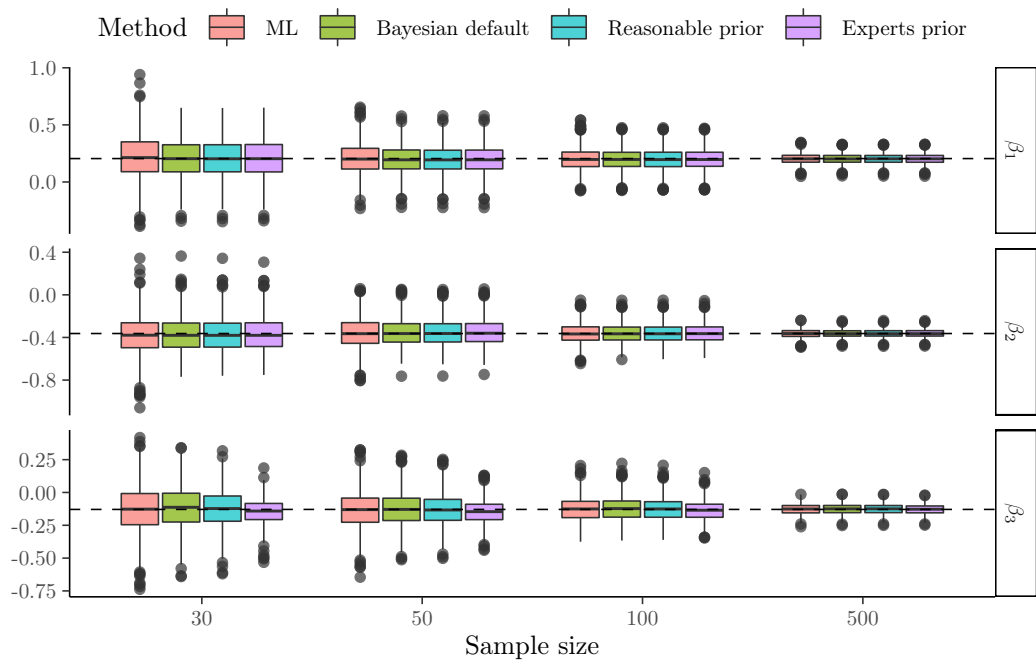 Method ML Bayesian default Reasonable prior Experts prior
1.0
0.5
0.0
β1
0.4
0.0
-0.4
-0.8
β2
0.25
0.00
-0.25
-0.50
-0.75
β3
30 50 100 500
Sample size